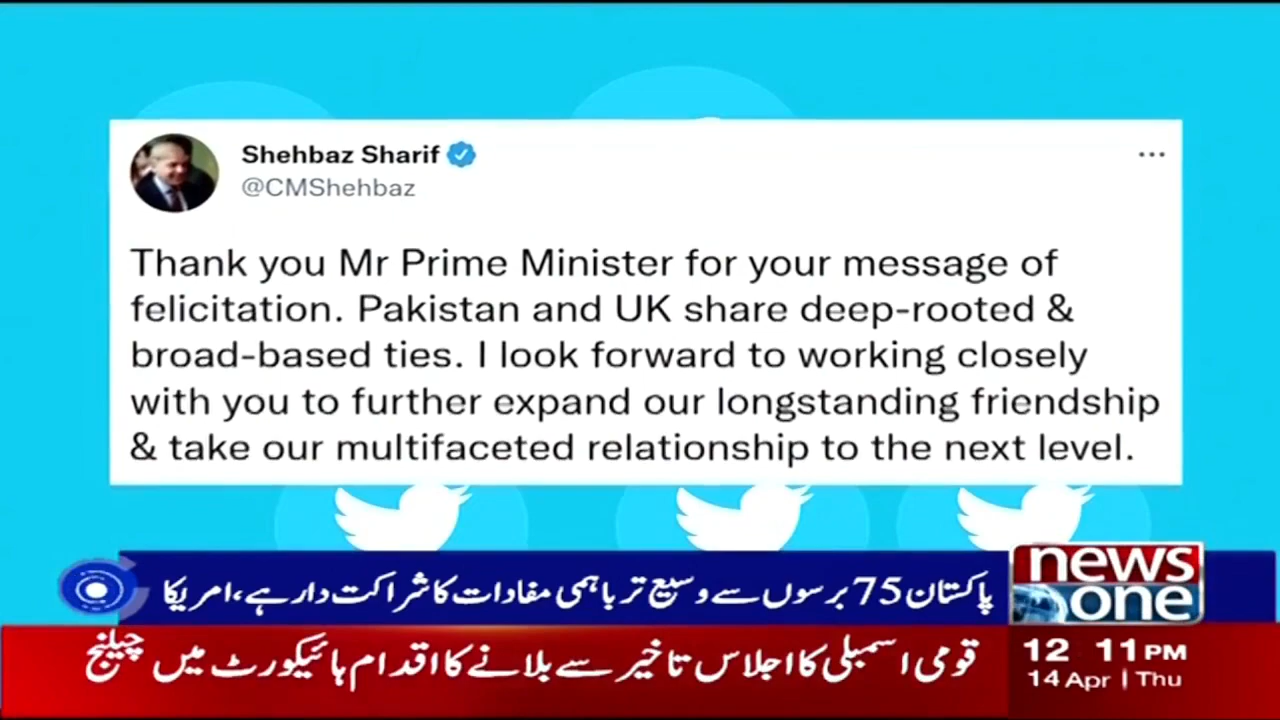 Shehbaz Sharif
@CMShehbaz
Thank you Mr Prime Minister for your message of
felicitation. Pakistan and UK share deep-rooted &
broad-based ties. I look forward to working closely
with you to further expand our longstanding friendship
& take our multifaceted relationship to the next level.
پاکستان 75 برسوں سے وسیع تر باہمی مفادات کا شراکت دار ہے، امریکا
news
one
قومی اسمبلی کا اجلاس تاخیر سے بلانے کا اقدام ہائیکورٹ میں چیلنج
12 11 PM
14 Apr | Thu